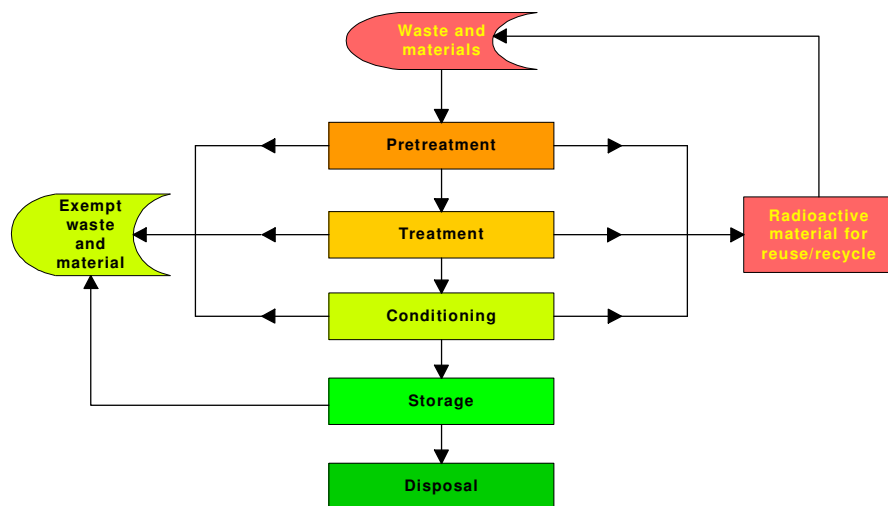 Waste and
materials
Pretreatment
Exempt
waste
and
material
Treatment
Radioactive
material for
reuse/recycle
Conditioning
Storage
Disposal